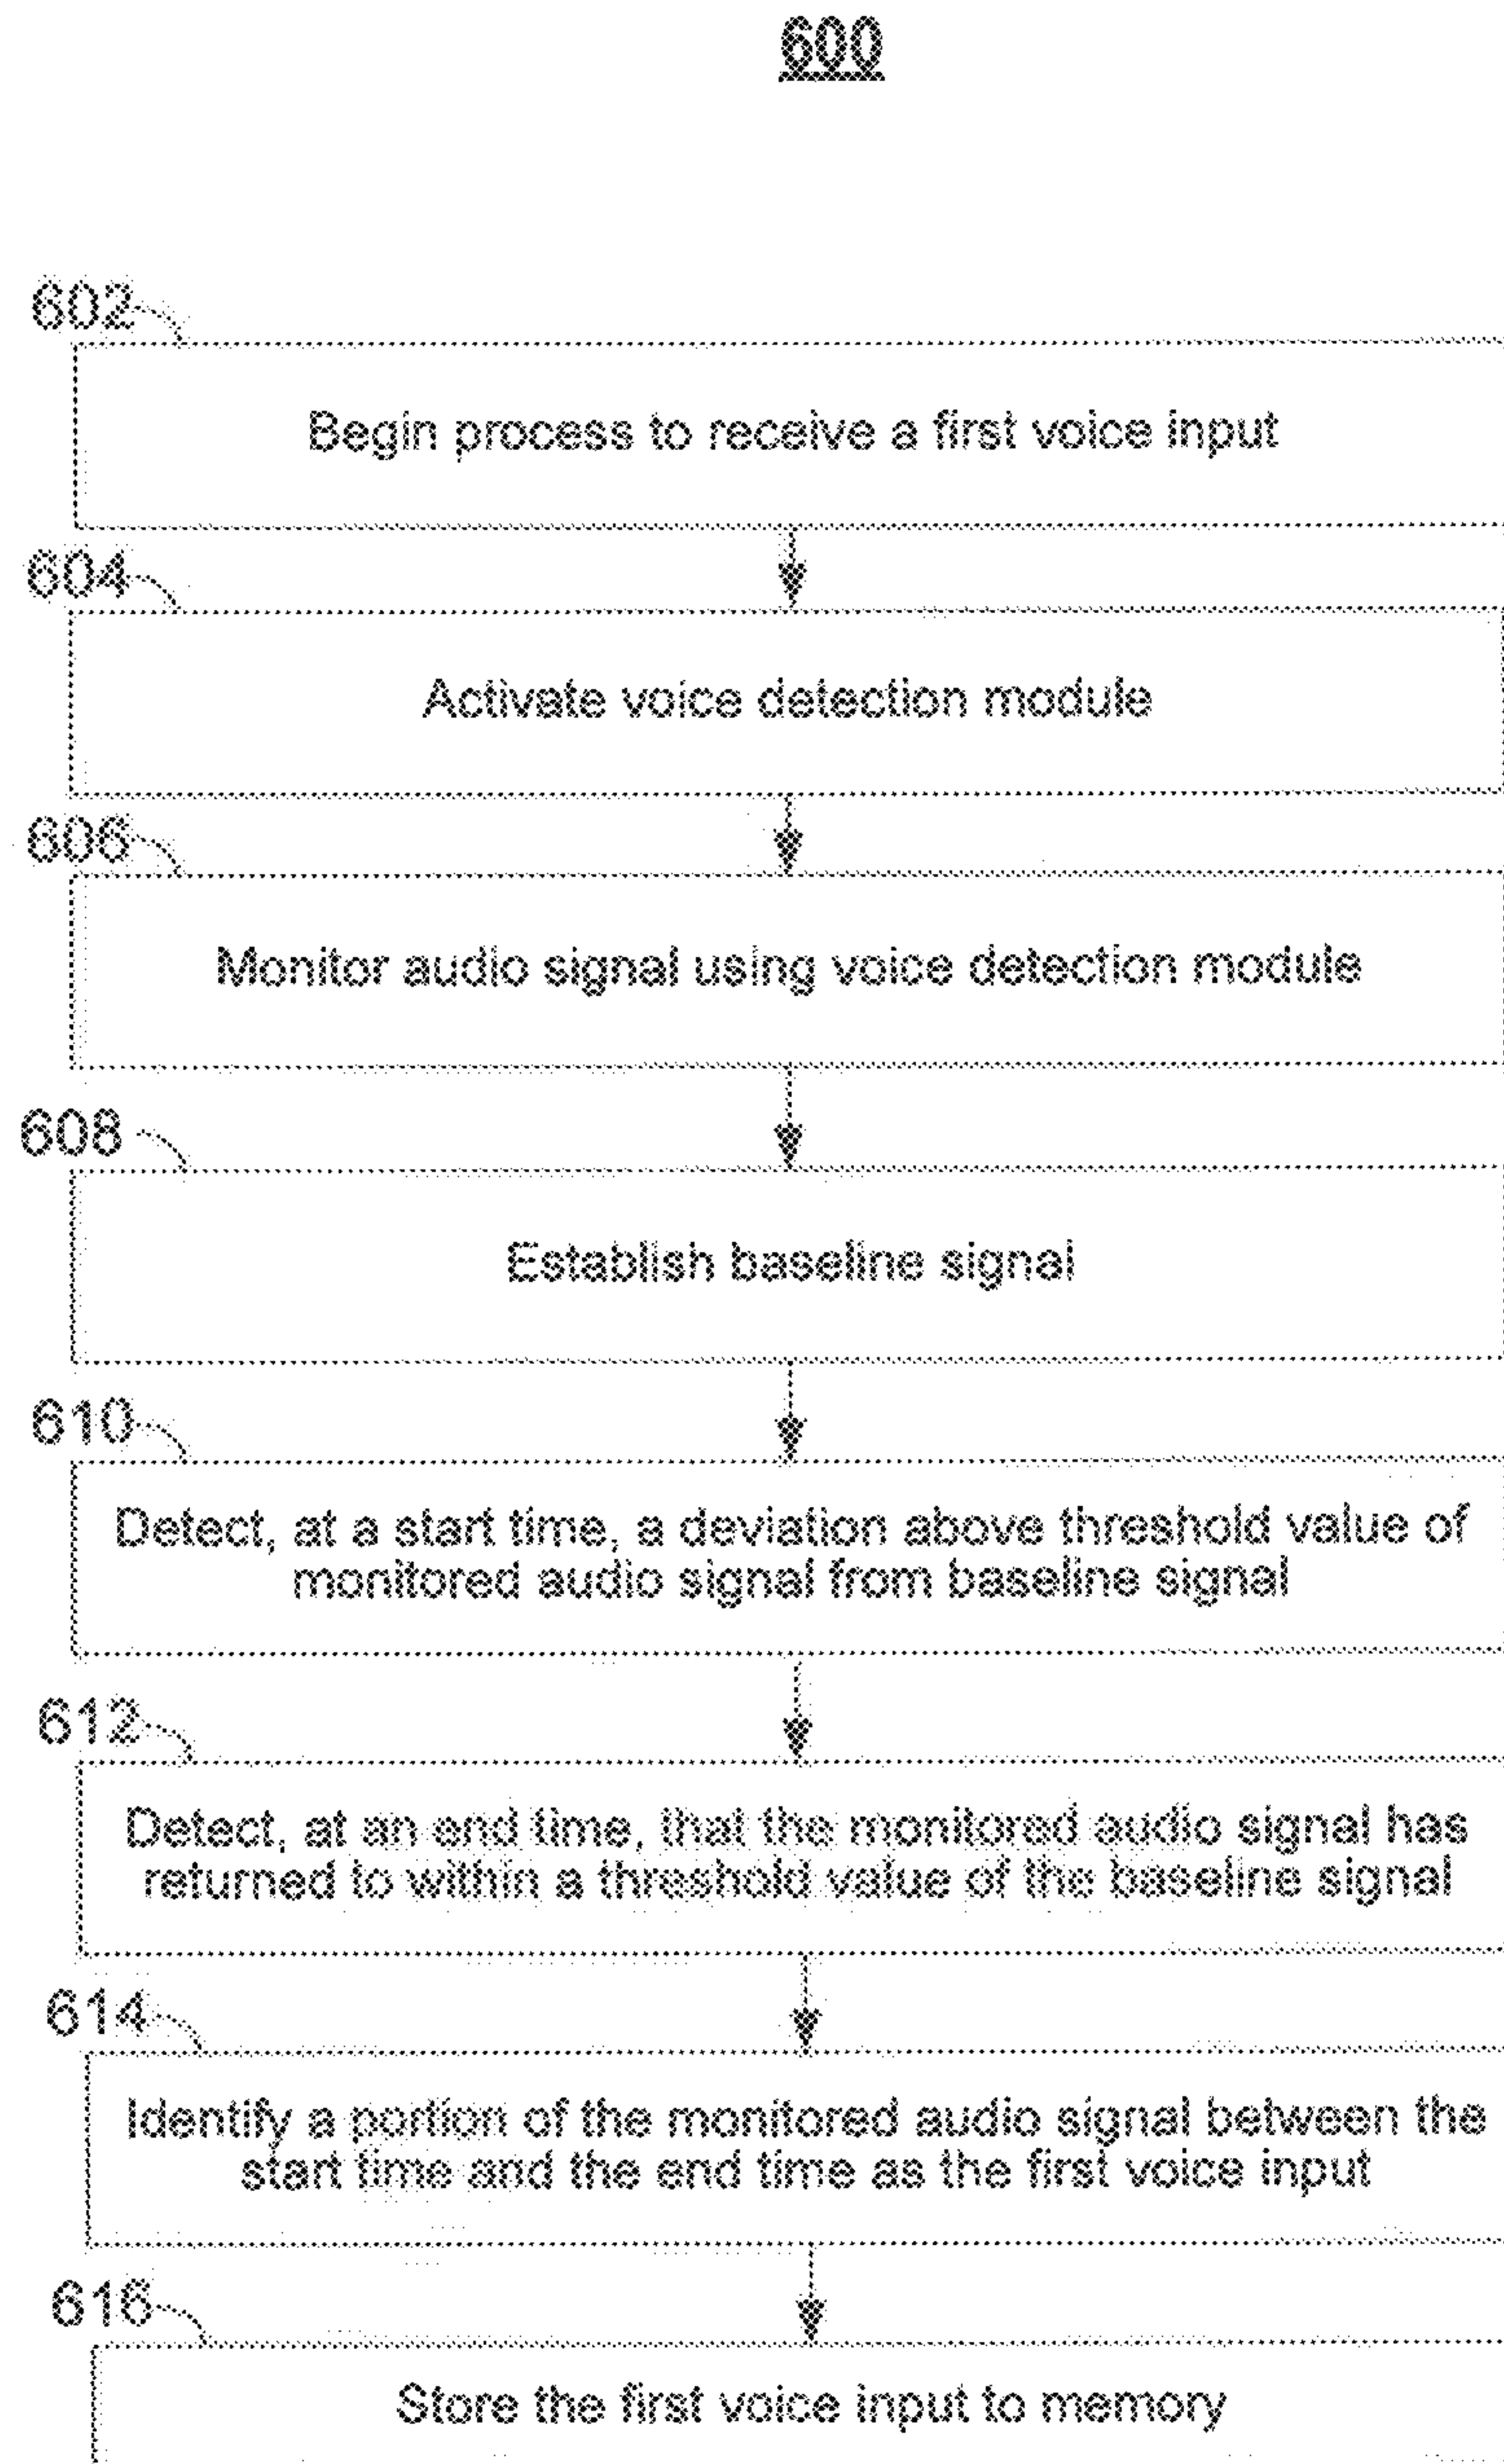 600
602
Begin process to receive a first voice input
604
Activate voice detection module
606
Monitor audio signal using voice detection module
608
Establish baseline signal
610
Detect, at a start time, a deviation above threshold value of
monitored audio signal from baseline signal
612
Detect, at an end time, that the monitored audio signal has
returned to within a threshold value of the baseline signal
614
Identify a portion of the monitored audio signal between the
start time and the end time as the first voice input
616
Store the first voice input to memory